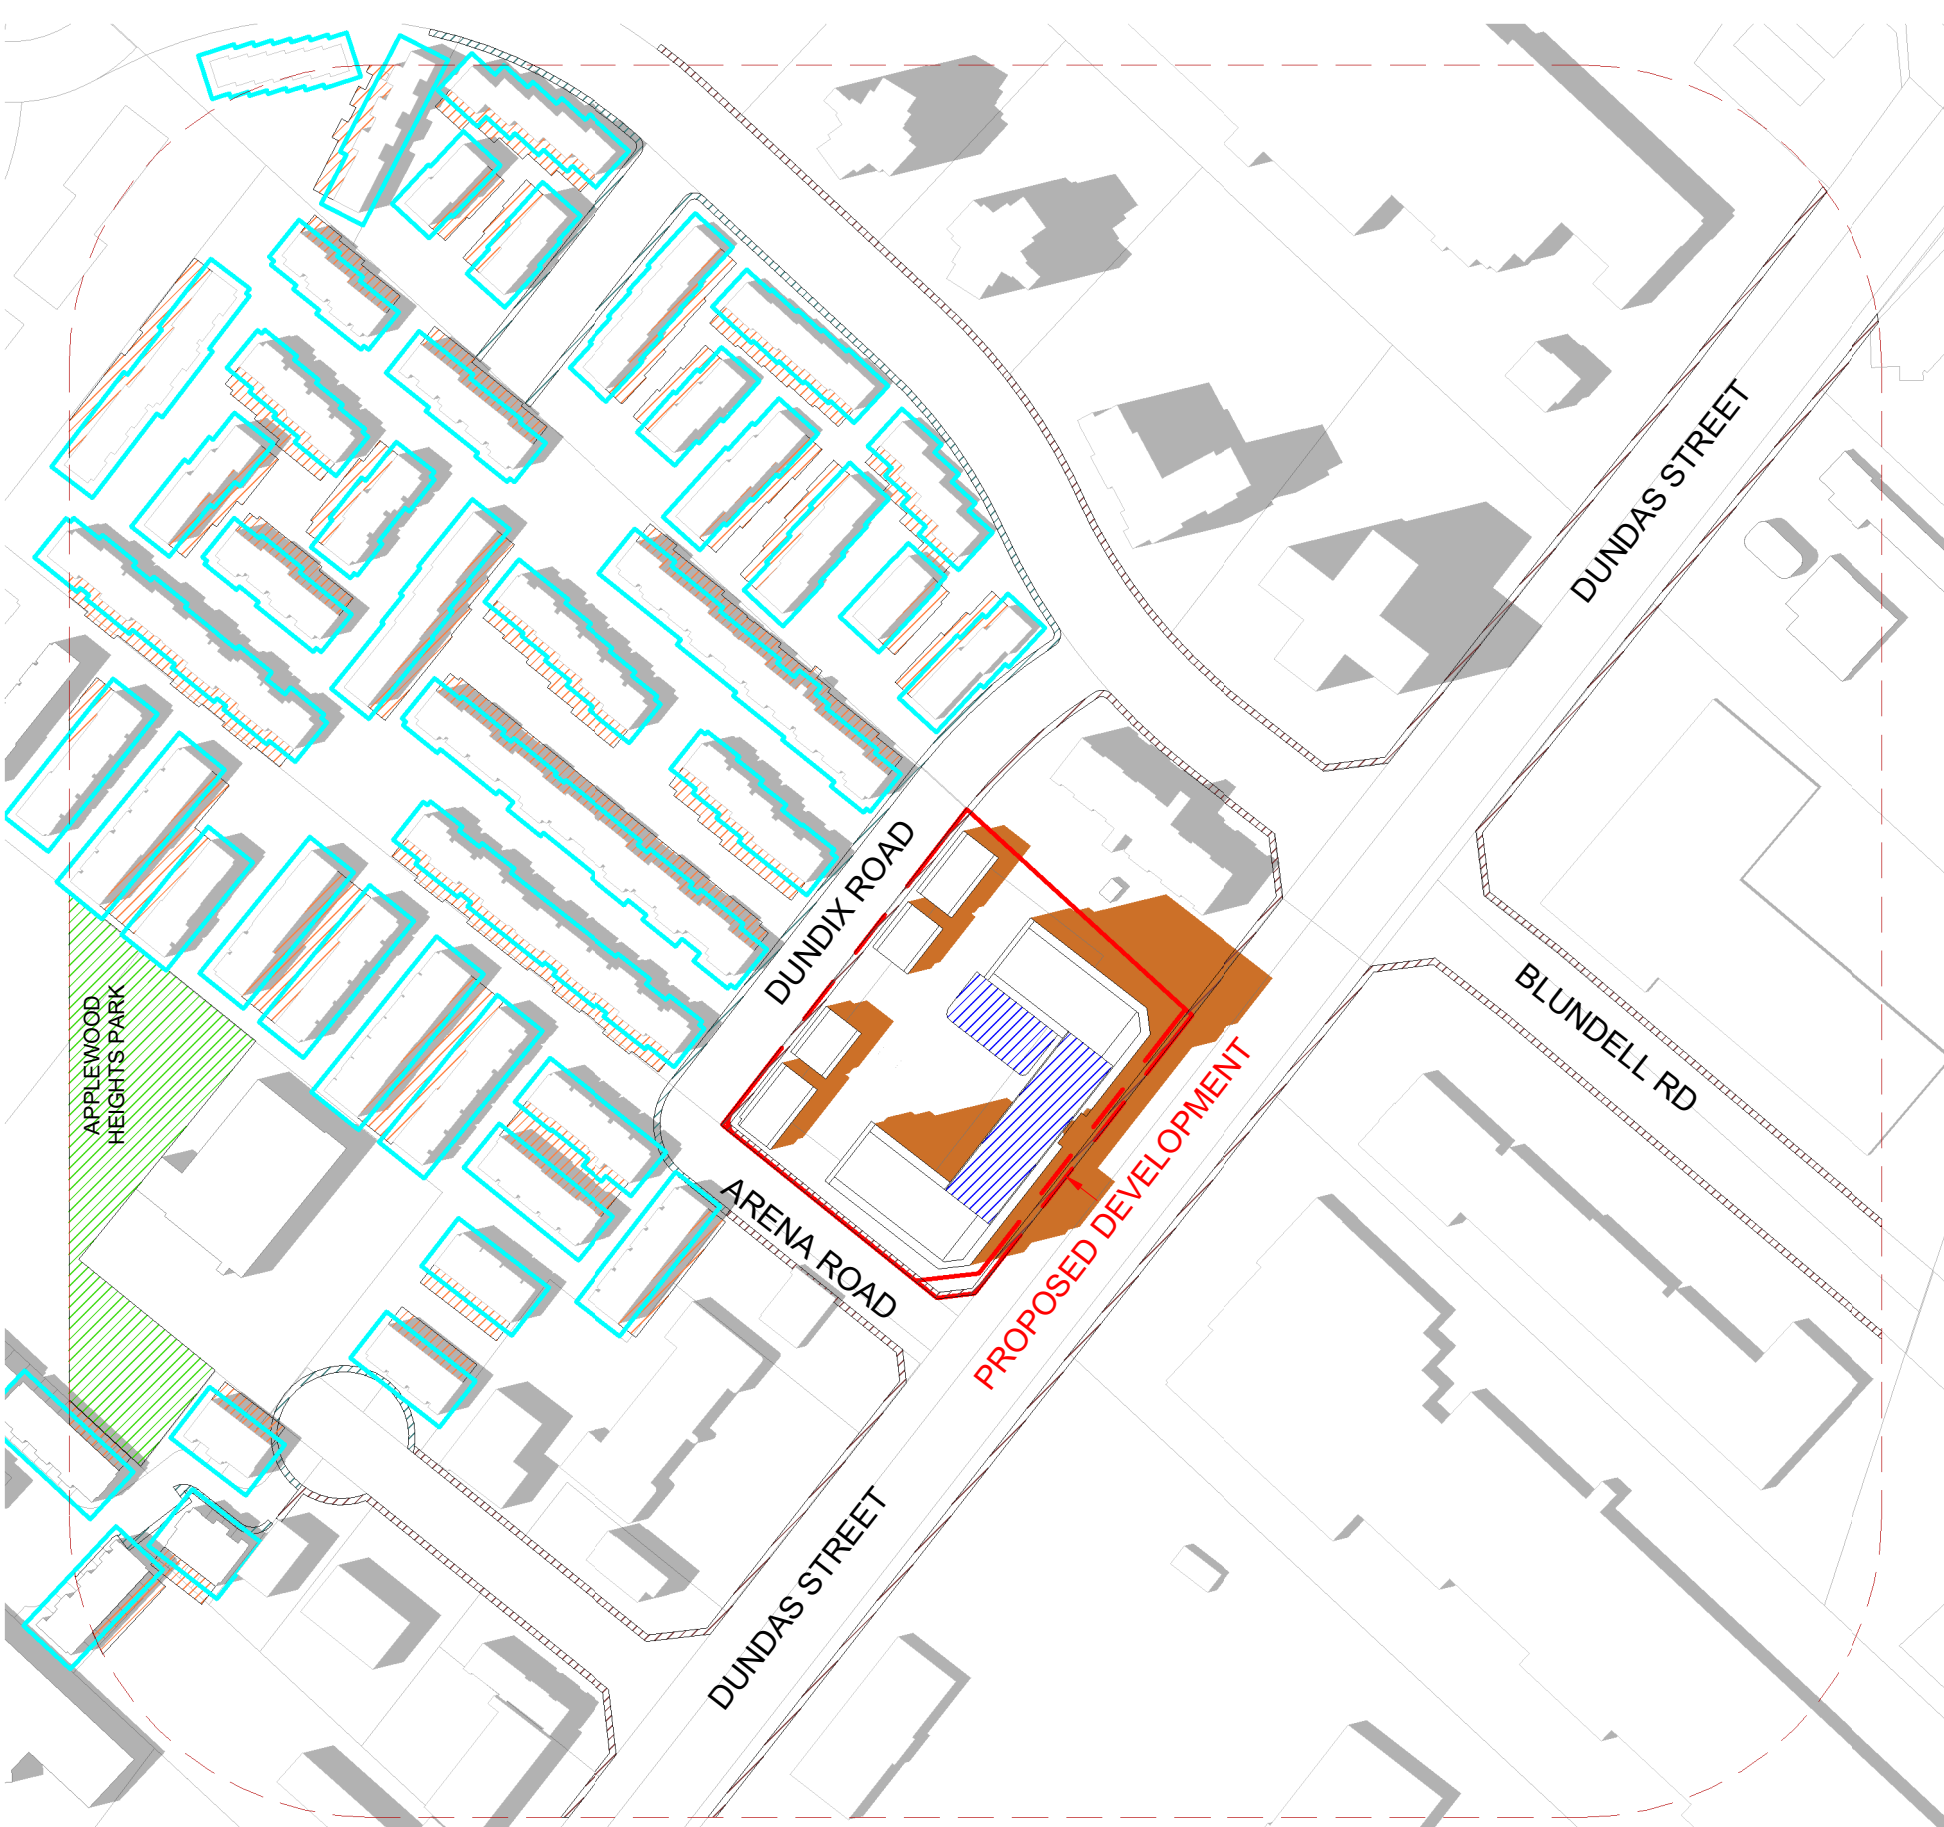 DUNDAS STREET
DUNDIX ROAD
BLUNDELL RD
APPLEWOOD
HEIGHTS PARK
ARENA ROAD
PROPOSED DEVELOPMENT
DUNDAS STREET